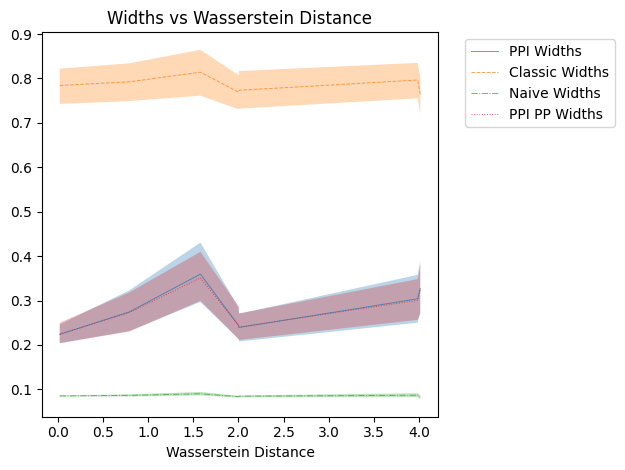 Widths vs Wasserstein Distance
0.9
0.8
0.7
0.6
0.5
0.4
0.3
0.2
0.1
0.0 0.5 1.0 1.5 2.0 2.5 3.0 3.5 4.0
Wasserstein Distance
PPI Widths
Classic Widths
Naive Widths
PPI PP Widths